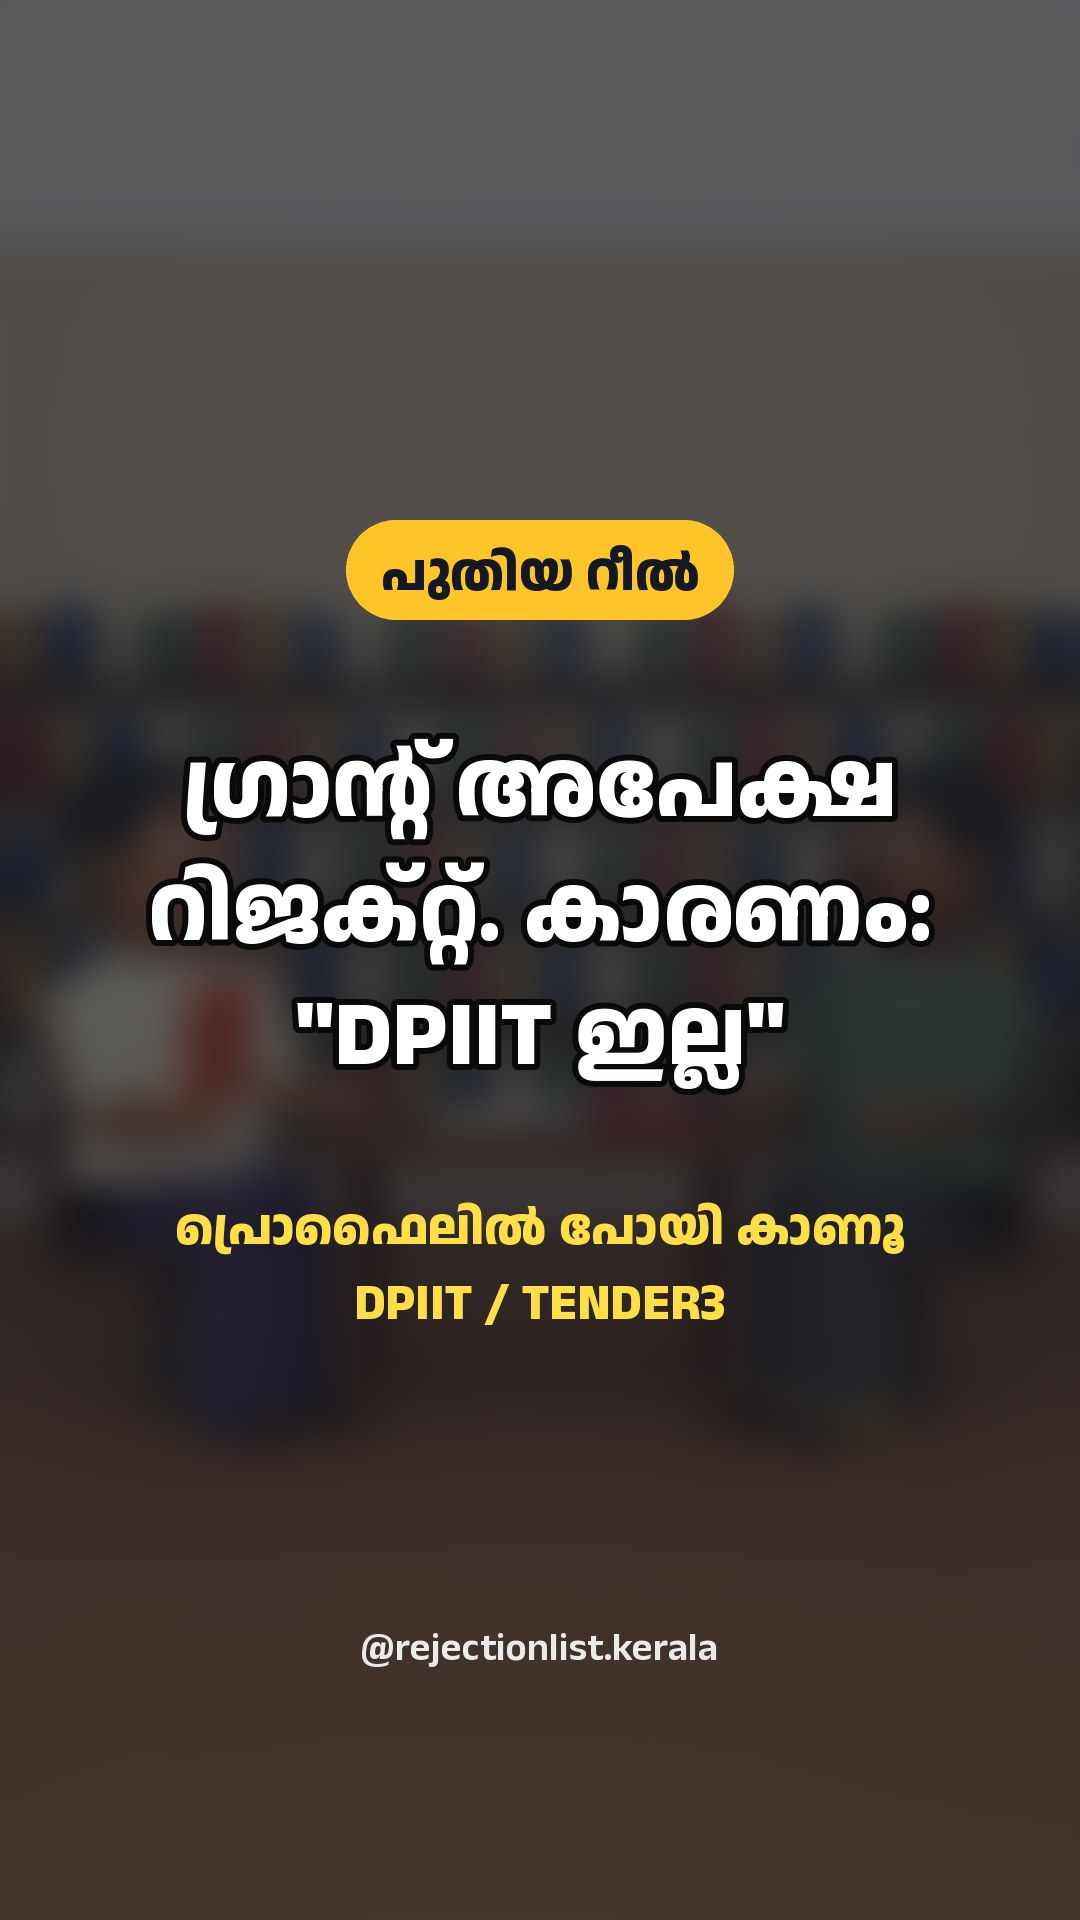 പുതിയ റീൽ
ഗ്രാന്റ് അപേക്ഷ
റിജക്റ്റ്. കാരണം:
"DPIIT ഇല്ല"
പ്രൊഫൈലിൽ പോയി കാണൂ
DPIIT / TENDER3
@rejectionlist.kerala